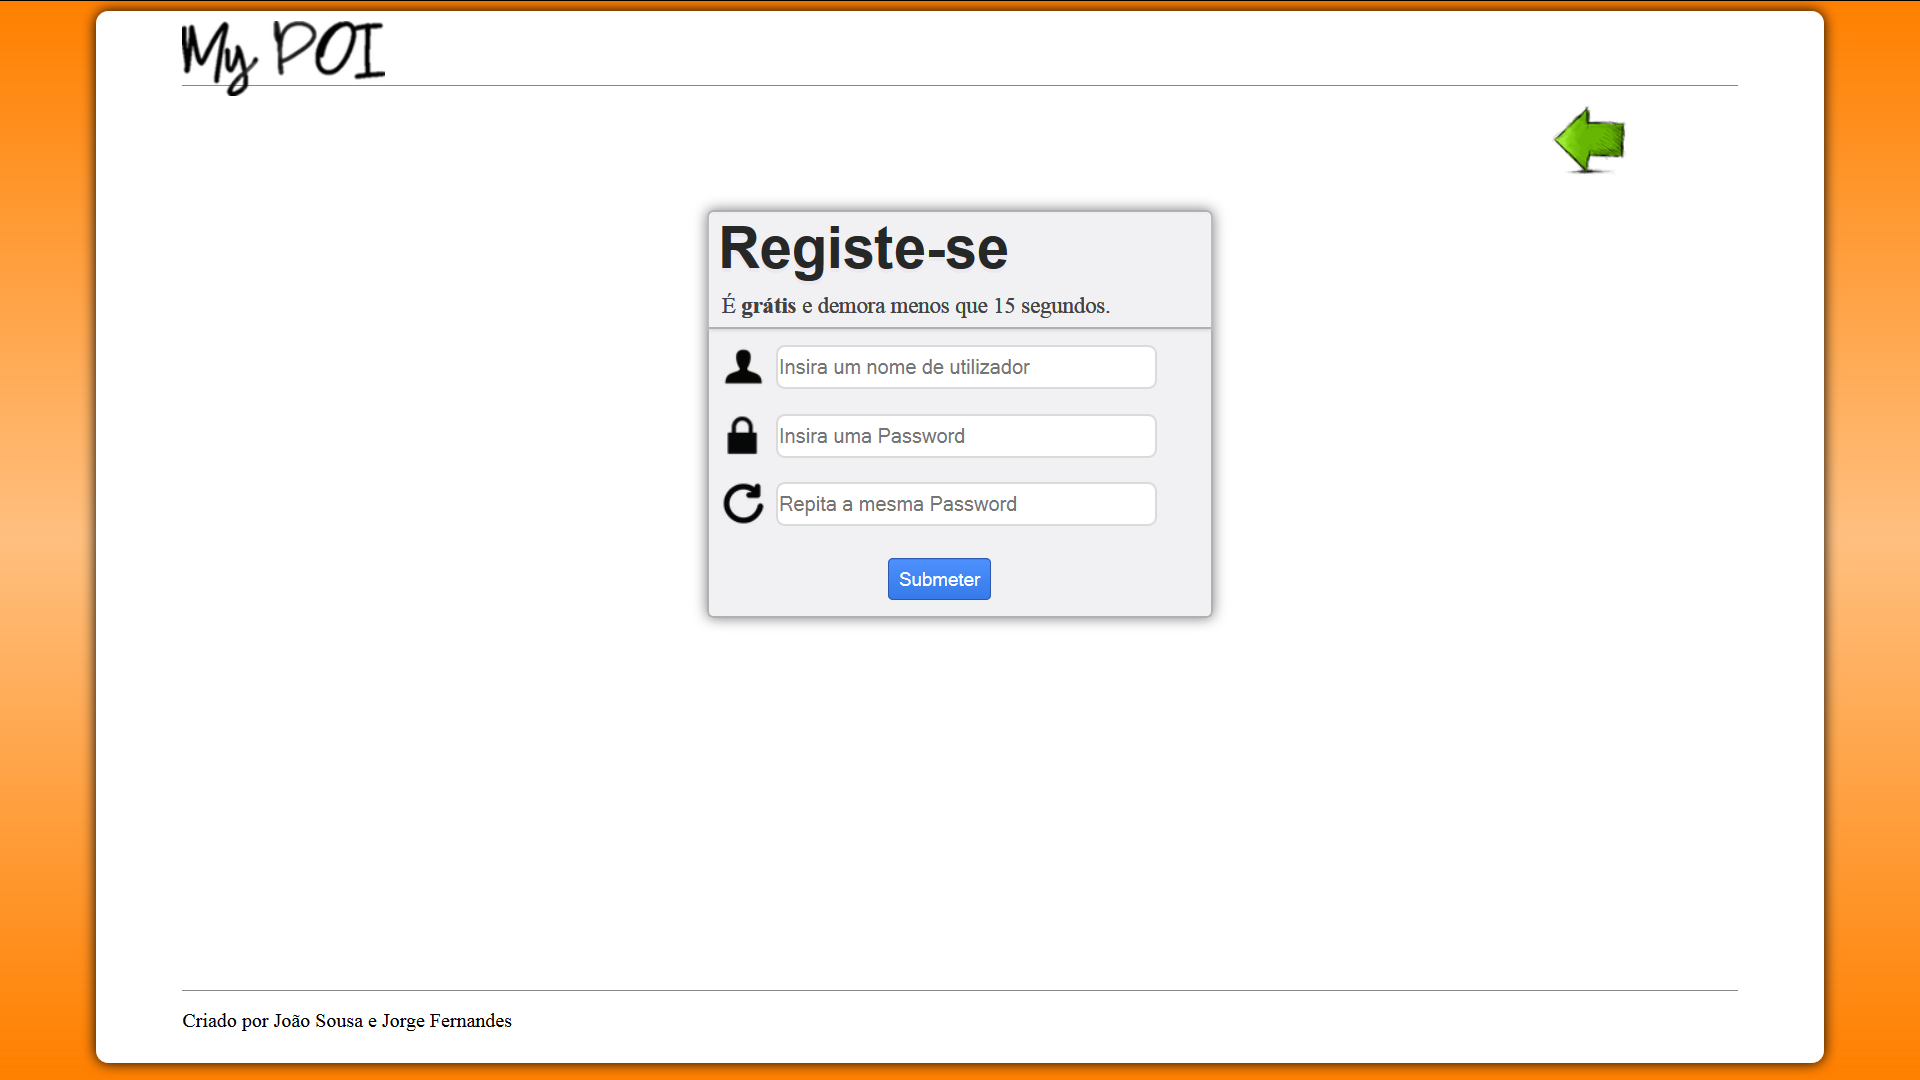 My POI
Registe-se
É grátis e demora menos que 15 segundos.
Insira um nome de utilizador
Insira uma Password
Repita a mesma Password
Submeter
Criado por João Sousa e Jorge Fernandes